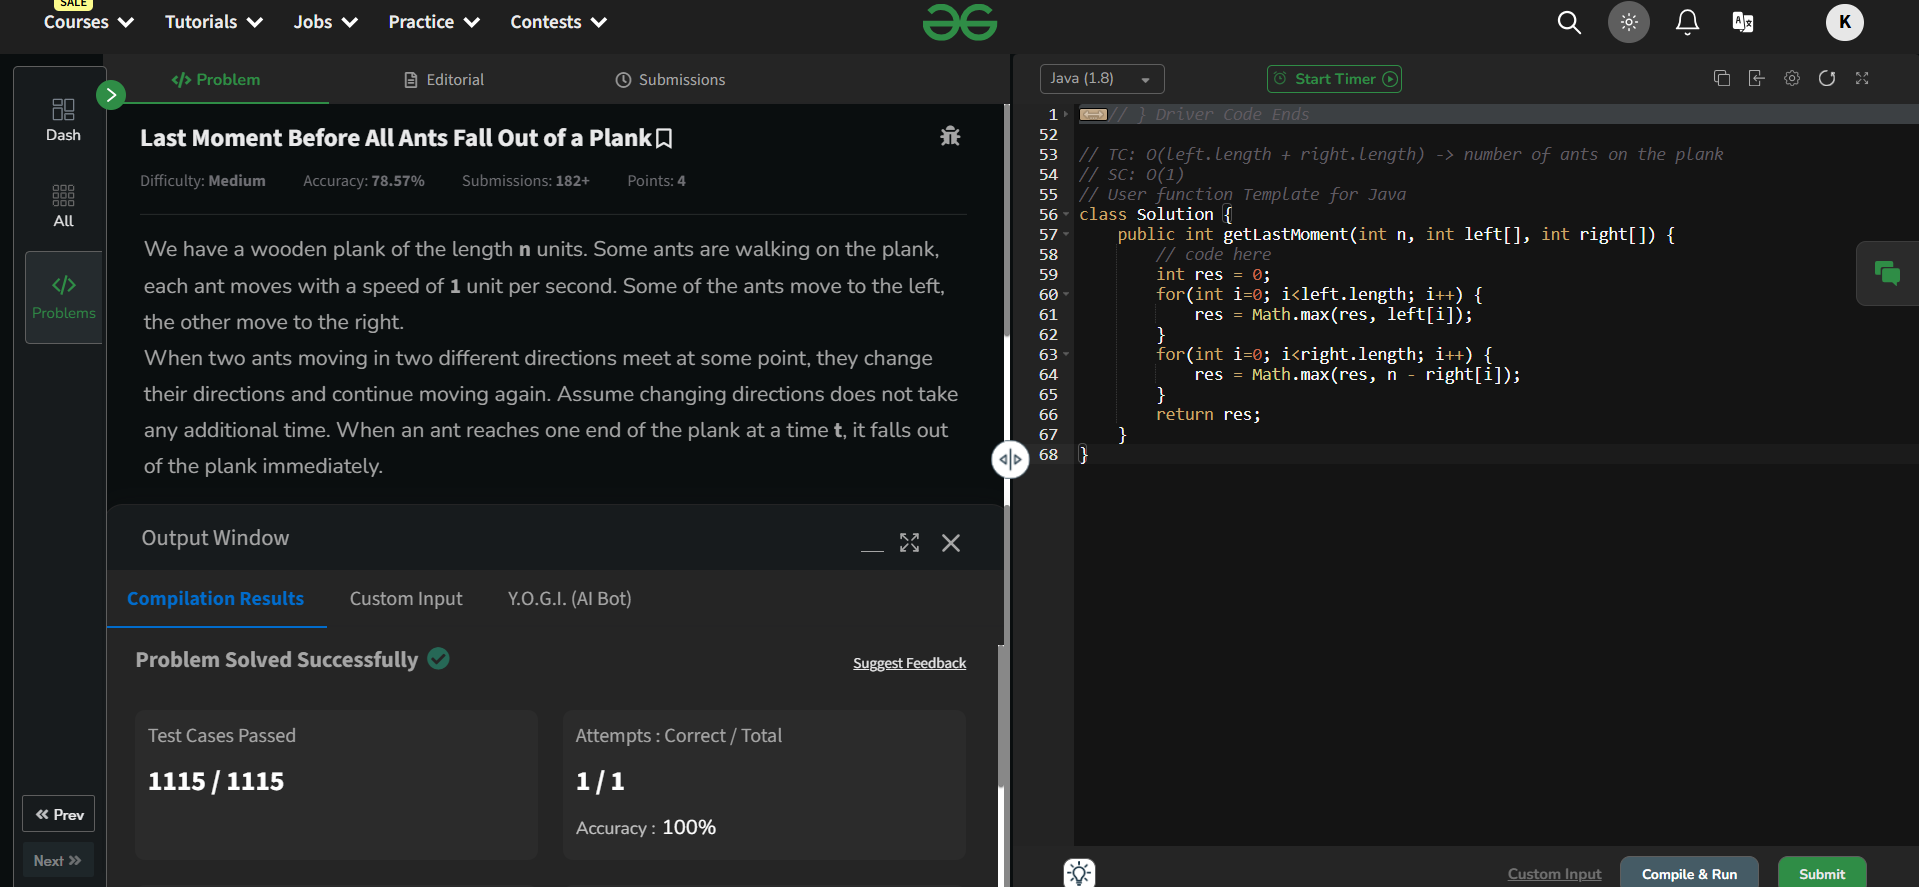 SALE
Courses Tutorials Jobs Practice Contests
K
Problem Editorial Submissions
Dash
All
Problems
Prev
Next
Last Moment Before All Ants Fall Out of a Plank
Difficulty: Medium Accuracy: 78.57% Submissions: 182+ Points: 4
We have a wooden plank of the length n units. Some ants are walking on the plank,
each ant moves with a speed of 1 unit per second. Some of the ants move to the left,
the other move to the right.
When two ants moving in two different directions meet at some point, they change
their directions and continue moving again. Assume changing directions does not take
any additional time. When an ant reaches one end of the plank at a time t, it falls out
of the plank immediately.
Output Window
Compilation Results Custom Input Y.O.G.I. (AI Bot)
Problem Solved Successfully
Suggest Feedback
Test Cases Passed
1115 / 1115
Attempts : Correct / Total
1 / 1
Accuracy : 100%
Java (1.8) Start Timer
1 // } Driver Code Ends
52
53 // TC: O(left.length + right.length) -> number of ants on the plank
54 // SC: O(1)
55 // User function Template for Java
56 class Solution {
57 public int getLastMoment(int n, int left[], int right[]) {
58 // code here
59 int res = 0;
60 for(int i=0; i<left.length; i++) {
61 res = Math.max(res, left[i]);
62 }
63 for(int i=0; i<right.length; i++) {
64 res = Math.max(res, n - right[i]);
65 }
66 return res;
67 }
68 }
Custom Input Compile & Run Submit